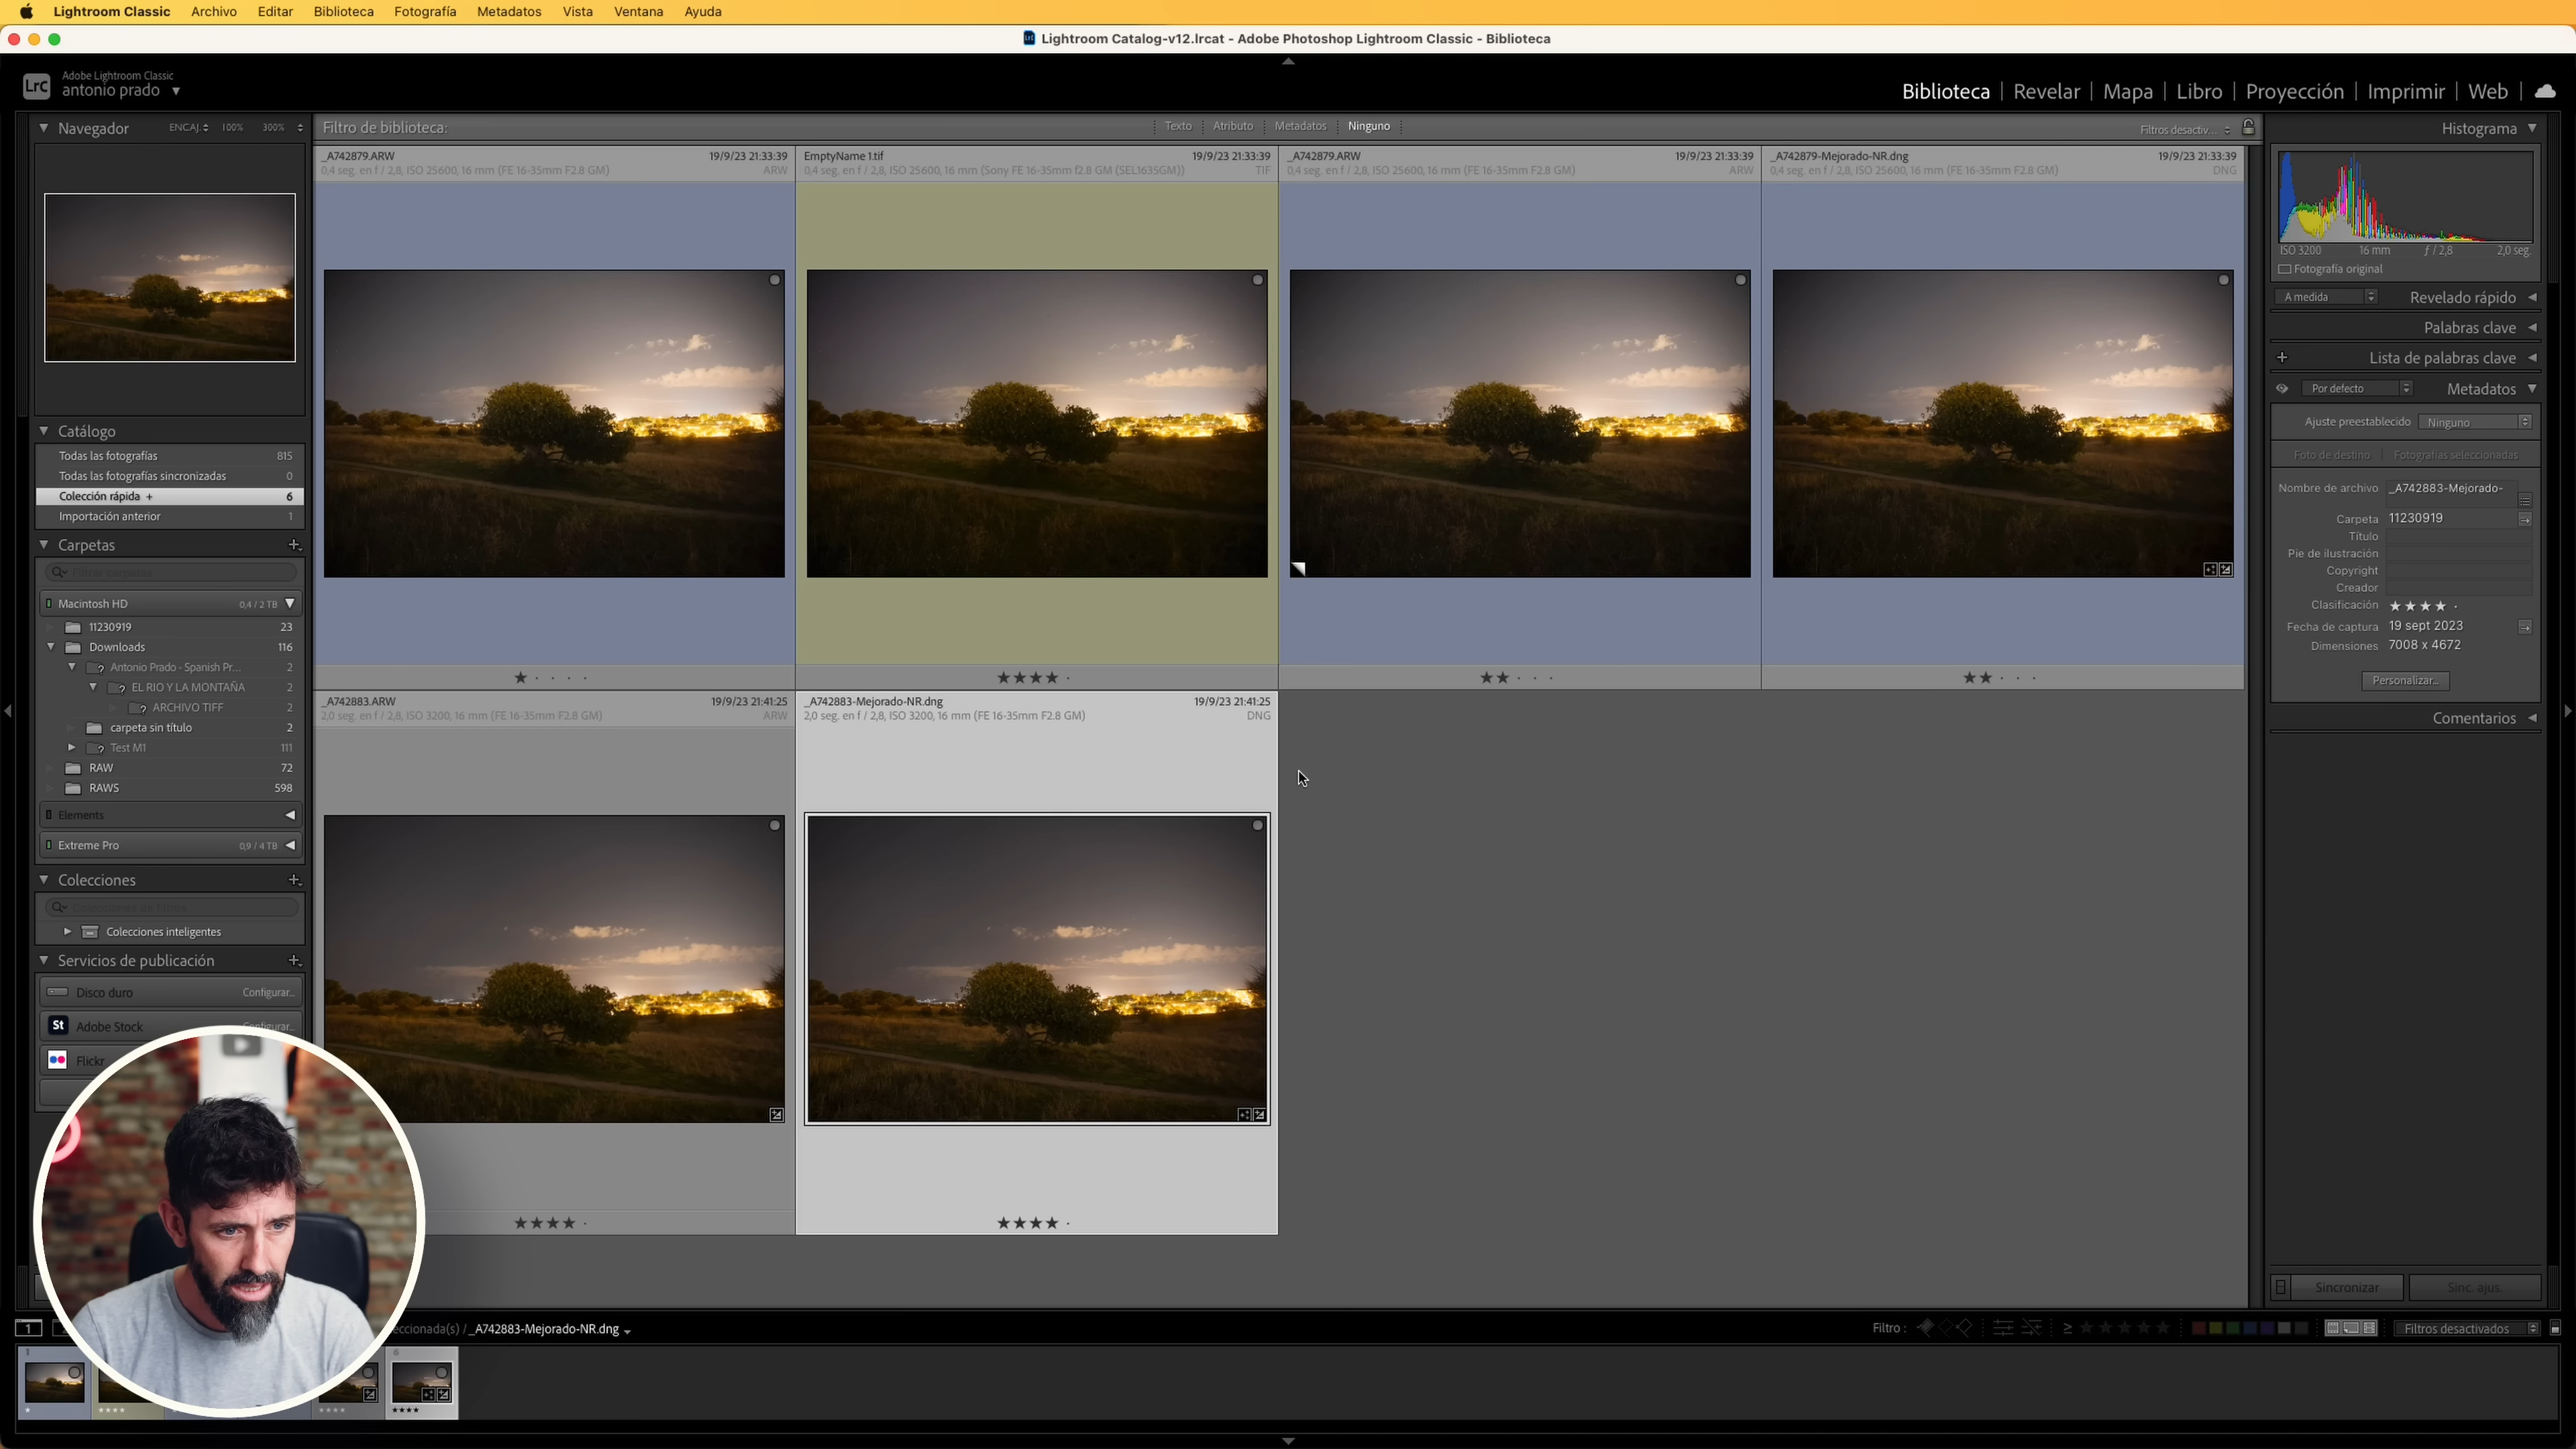 Lightroom Classic Archivo Editar Biblioteca Fotografía Metadatos Vista Ventana Ayuda
Lightroom Catalog-v12.lrcat - Adobe Photoshop Lightroom Classic - Biblioteca
LrC
Adobe Lightroom Classic
antonio prado
Biblioteca | Revelar | Mapa | Libro | Proyección | Imprimir | Web
Navegador ENCAJ. 100% 300%
Filtro de biblioteca: Texto Atributo Metadatos Ninguno Filtros desactiv...
Histograma
_A742879.ARW 19/9/23 21:33:39
0,4 seg. en f / 2,8, ISO 25600, 16 mm (FE 16-35mm F2.8 GM) ARW
EmptyName 1.tif 19/9/23 21:33:39
0,4 seg. en f / 2,8, ISO 25600, 16 mm (Sony FE 16-35mm f2.8 GM (SEL1635GM)) TIF
_A742879.ARW 19/9/23 21:33:39
0,4 seg. en f / 2,8, ISO 25600, 16 mm (FE 16-35mm F2.8 GM) ARW
_A742879-Mejorado-NR.dng 19/9/23 21:33:39
0,4 seg. en f / 2,8, ISO 25600, 16 mm (FE 16-35mm F2.8 GM) DNG
_A742883.ARW 19/9/23 21:41:25
2,0 seg. en f / 2,8, ISO 3200, 16 mm (FE 16-35mm F2.8 GM) ARW
_A742883-Mejorado-NR.dng 19/9/23 21:41:25
2,0 seg. en f / 2,8, ISO 3200, 16 mm (FE 16-35mm F2.8 GM) DNG
Catálogo
Todas las fotografías 815
Todas las fotografías sincronizadas 0
Colección rápida + 6
Importación anterior 1
Carpetas
Macintosh HD 0,4 / 2 TB
11230919 23
Downloads 116
Antonio Prado - Spanish Pr... 2
EL RIO Y LA MONTAÑA 2
ARCHIVO TIFF 2
carpeta sin título 2
Test M1 111
RAW 72
RAWS 598
Elements
Extreme Pro 0,9 / 4 TB
Colecciones
Colecciones inteligentes
Servicios de publicación
Disco duro Configurar...
St Adobe Stock Configurar...
Flickr
ISO 3200 16 mm ƒ / 2,8 2,0 seg.
Fotografía original
A medida Revelado rápido
Palabras clave
Lista de palabras clave
Por defecto Metadatos
Ajuste preestablecido Ninguno
Foto de destino Fotografías seleccionadas
Nombre de archivo _A742883-Mejorado-
Carpeta 11230919
Título
Pie de ilustración
Copyright
Creador
Clasificación
Fecha de captura 19 sept 2023
Dimensiones 7008 x 4672
Personalizar...
Comentarios
Sincronizar Sinc. ajus.
1 eccionada(s) / _A742883-Mejorado-NR.dng Filtro : Filtros desactivados
6